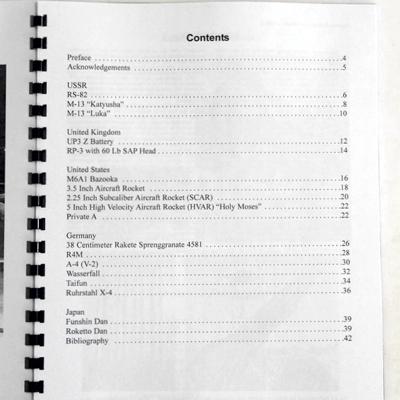 Contents
Preface 4
Acknowledgements 5
USSR
RS-82 6
M-13 "Katyusha" 8
M-13 "Luka" 10
United Kingdom
UP3 Z Battery 12
RP-3 with 60 Lb SAP Head 14
United States
M6A1 Bazooka 16
3.5 Inch Aircraft Rocket 18
2.25 Inch Subcaliber Aircraft Rocket (SCAR) 20
5 Inch High Velocity Aircraft Rocket (HVAR) "Holy Moses" 22
Private A 22
Germany
38 Centimeter Rakete Sprenggranate 4581 26
R4M 28
A-4 (V-2) 30
Wasserfall 32
Taifun 34
Ruhrstahl X-4 36
Japan
Funshin Dan 39
Roketto Dan 39
Bibliography 42